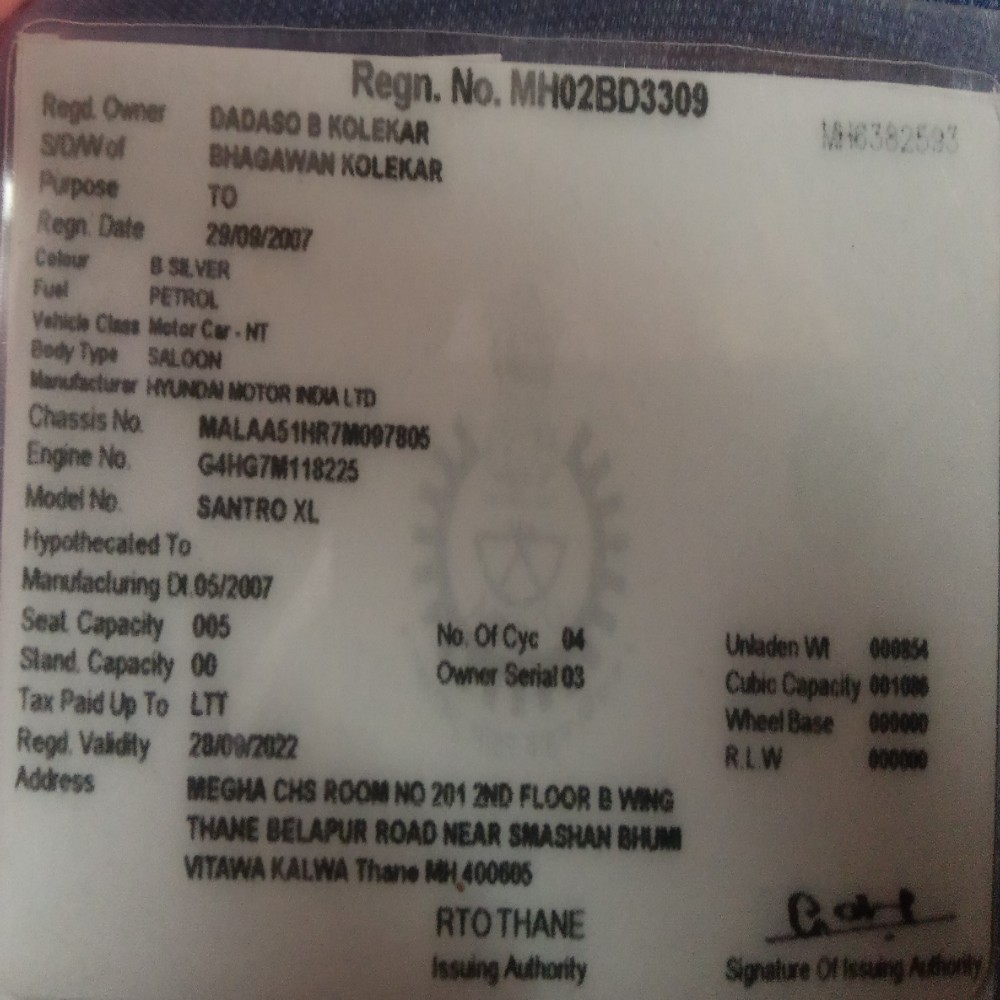 Regn. No. MH02BD3309
MH6382593
Regd. Owner DADASO B KOLEKAR
S/D/W of BHAGAWAN KOLEKAR
Purpose TO
Regn. Date 29/09/2007
Colour B SILVER
Fuel PETROL
Vehicle Class Motor Car - NT
Body Type SALOON
Manufacturer HYUNDAI MOTOR INDIA LTD
Chassis No. MALAA51HR7M097805
Engine No. G4HG7M118225
Model No. SANTRO XL
Hypothecated To
Manufacturing Dt.05/2007
Seat. Capacity 005 No. Of Cyc 04 Unladen Wt 000854
Stand. Capacity 00 Owner Serial 03 Cubic Capacity 001086
Tax Paid Up To LTT Wheel Base 000000
Regd. Validity 28/09/2022 R.L.W 000000
Address MEGHA CHS ROOM NO 201 2ND FLOOR B WING
THANE BELAPUR ROAD NEAR SMASHAN BHUMI
VITAWA KALWA Thane MH,400605
RTO THANE
Issuing Authority Signature Of Issuing Authority